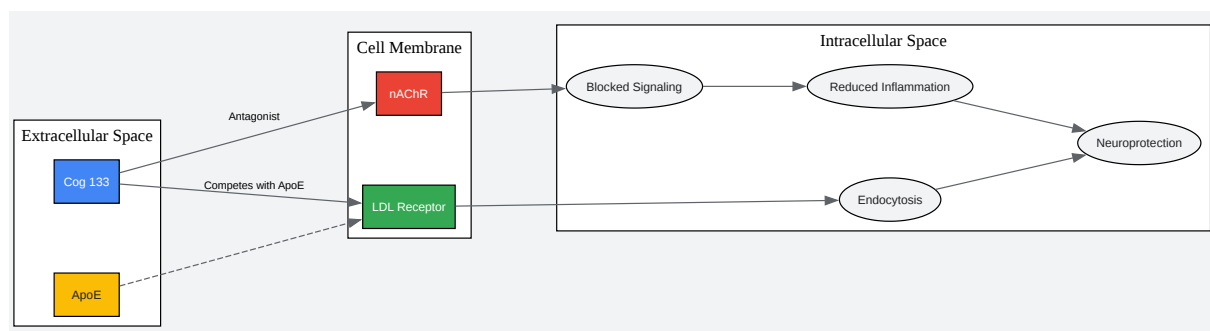 Extracellular Space
Cog 133
ApoE
Antagonist
Competes with ApoE
Cell Membrane
nAChR
LDL Receptor
Intracellular Space
Blocked Signaling
Reduced Inflammation
Neuroprotection
Endocytosis